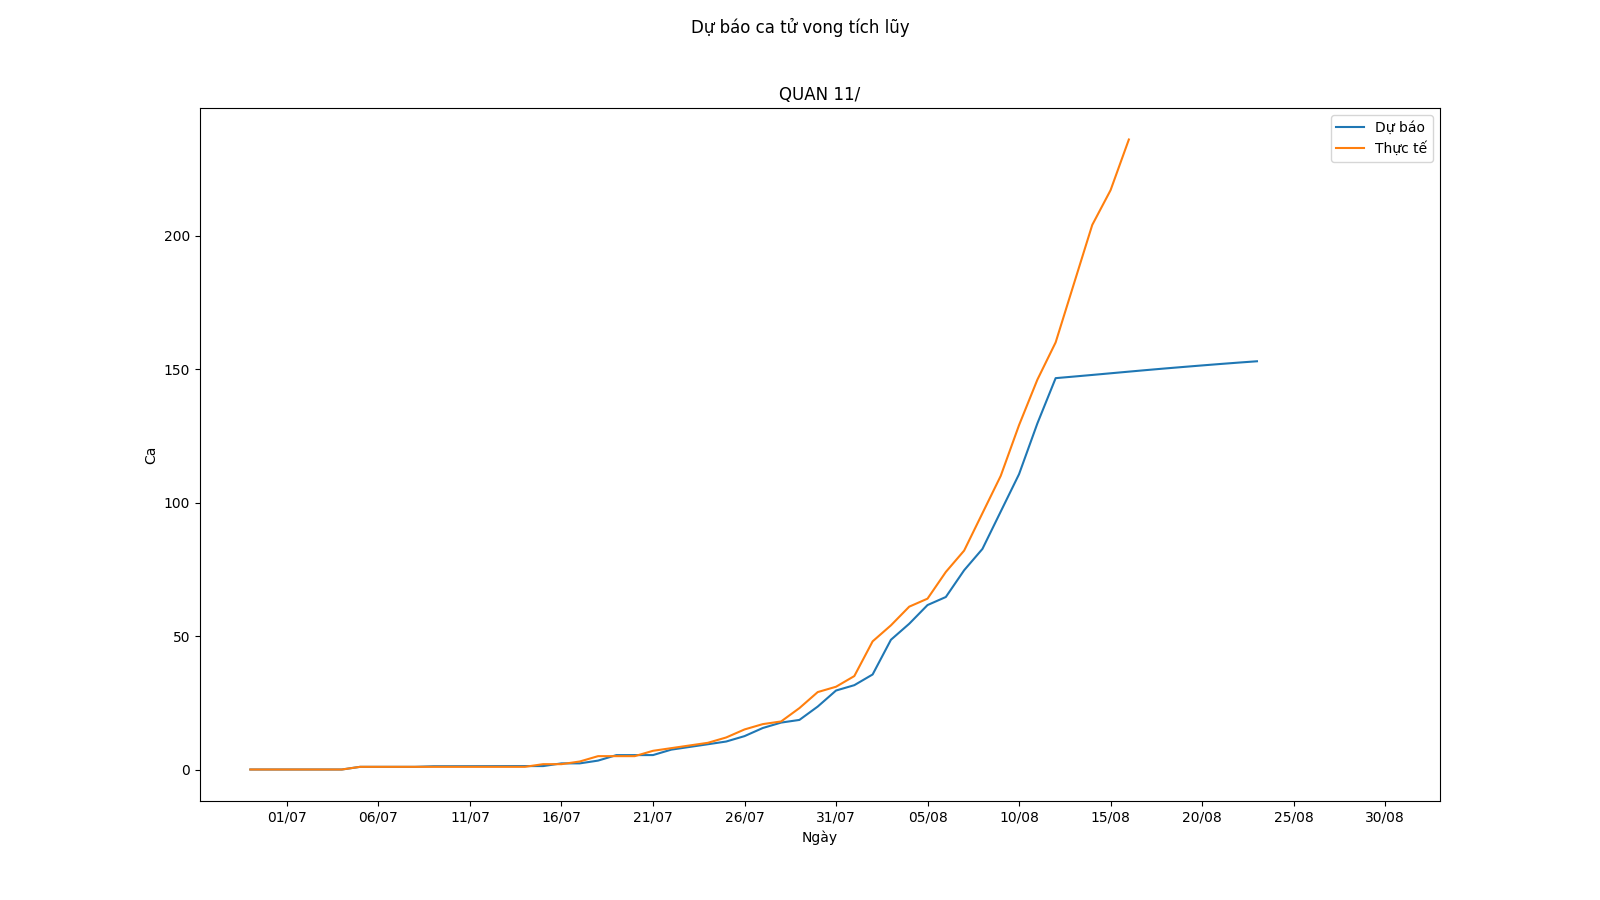 Dự báo ca tử vong tích lũy
QUAN 11/
Dự báo
Thực tế
200
150
100
50
0
Ca
01/07 06/07 11/07 16/07 21/07 26/07 31/07 05/08 10/08 15/08 20/08 25/08 30/08
Ngày